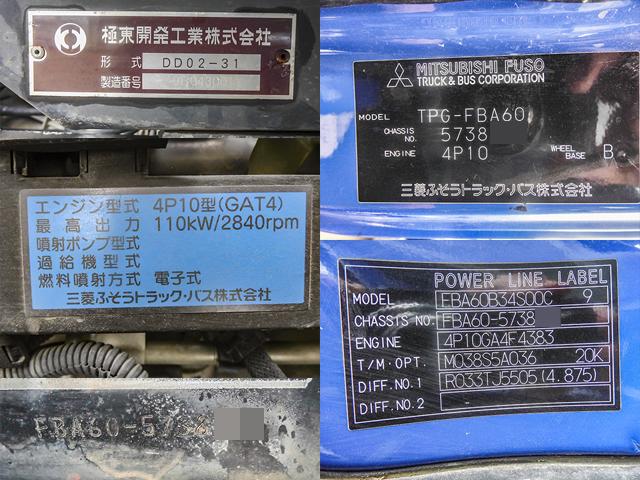 極東開発工業株式会社
形式 DD02-31
製造番号
エンジン型式 4P10型(GAT4)
最高出力 110kW/2840rpm
噴射ポンプ型式
過給機型式
燃料噴射方式 電子式
三菱ふそうトラック・バス株式会社
FBA60-573
MITSUBISHI FUSO
TRUCK & BUS CORPORATION
MODEL TPG-FBA60
CHASSIS NO. 5738
ENGINE 4P10 WHEEL BASE B
三菱ふそうトラック・バス株式会社
POWER LINE LABEL
MODEL FBA60B34S00C 9
CHASSIS NO. FBA60-5738
ENGINE 4P10GA4F4383
T/M・OPT. M038S5A036 20K
DIFF. NO.1 R033TJ5505(4.875)
DIFF. NO.2